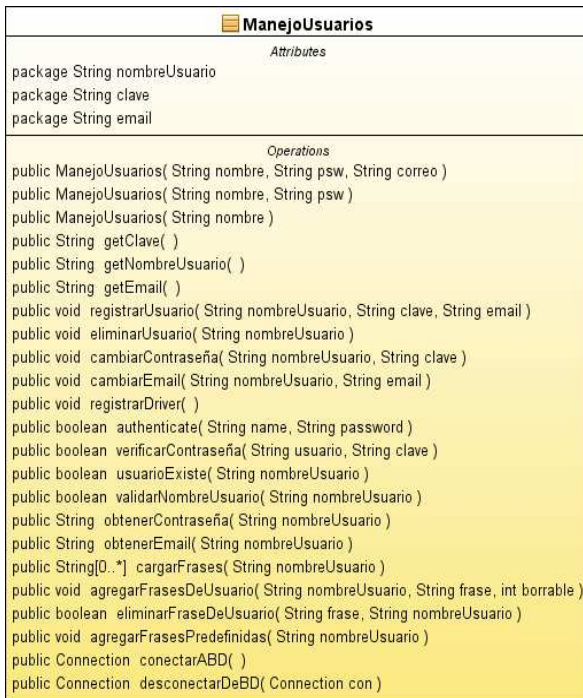 ManejoUsuarios
Attributes
package String nombreUsuario
package String clave
package String email
Operations
public ManejoUsuarios( String nombre, String psw, String correo )
public ManejoUsuarios( String nombre, String psw )
public ManejoUsuarios( String nombre )
public String getClave( )
public String getNombreUsuario( )
public String getEmail( )
public void registrarUsuario( String nombreUsuario, String clave, String email )
public void eliminarUsuario( String nombreUsuario )
public void cambiarContraseña( String nombreUsuario, String clave )
public void cambiarEmail( String nombreUsuario, String email )
public void registrarDriver( )
public boolean authenticate( String name, String password )
public boolean verificarContraseña( String usuario, String clave )
public boolean usuarioExiste( String nombreUsuario )
public boolean validarNombreUsuario( String nombreUsuario )
public String obtenerContraseña( String nombreUsuario )
public String obtenerEmail( String nombreUsuario )
public String[0..*] cargarFrases( String nombreUsuario )
public void agregarFrasesDeUsuario( String nombreUsuario, String frase, int borrable )
public boolean eliminarFraseDeUsuario( String frase, String nombreUsuario )
public void agregarFrasesPredefinidas( String nombreUsuario )
public Connection conectarABD( )
public Connection desconectarDeBD( Connection con )